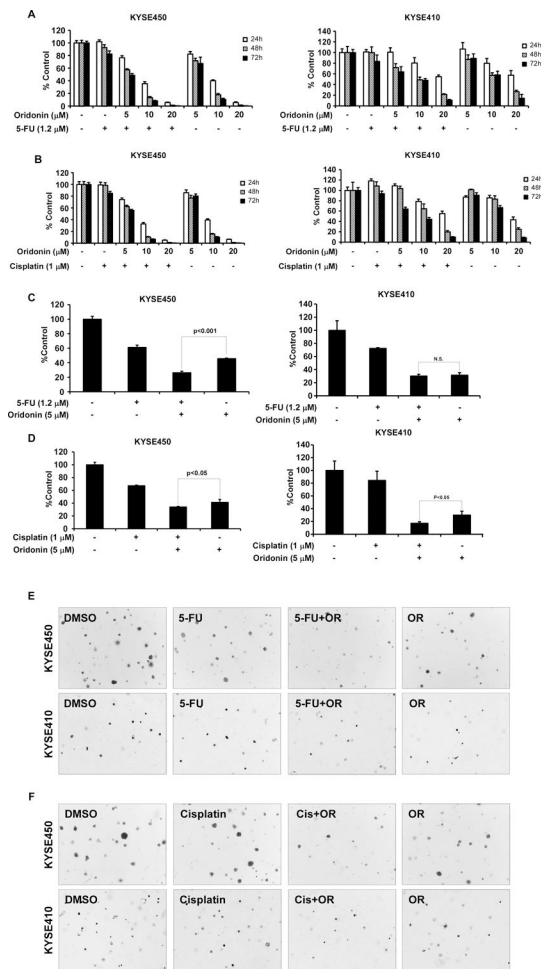 A
KYSE450
KYSE410
% Control
120
100
80
60
40
20
0
24h
48h
72h
% Control
140
120
100
80
60
40
20
0
24h
48h
72h
Oridonin (μM) - - 5 10 20 5 10 20
5-FU (1.2 μM) - + + + + - - -
Oridonin (μM) - - 5 10 20 5 10 20
5-FU (1.2 μM) - + + + + - - -
B
KYSE450
KYSE410
% Control
120
100
80
60
40
20
0
24h
48h
72h
% Control
140
120
100
80
60
40
20
0
24h
48h
72h
Oridonin (μM) - - 5 10 20 5 10 20
Cisplatin (1 μM) - + + + + - - -
Oridonin (μM) - - 5 10 20 5 10 20
Cisplatin (1 μM) - + + + + - - -
C
KYSE450
KYSE410
%Control
120
100
80
60
40
20
0
p<0.001
%Control
140
120
100
80
60
40
20
0
N.S.
5-FU (1.2 μM) - + + -
Oridonin (5 μM) - - + +
5-FU (1.2 μM) - + + -
Oridonin (5 μM) - - + +
D
KYSE450
KYSE410
%Control
120
100
80
60
40
20
0
p<0.05
%Control
120
100
80
60
40
20
0
P<0.05
Cisplatin (1 μM) - + + -
Oridonin (5 μM) - - + +
Cisplatin (1 μM) - + + -
Oridonin (5 μM) - - + +
E
KYSE450
DMSO
5-FU
5-FU+OR
OR
KYSE410
DMSO
5-FU
5-FU+OR
OR
F
KYSE450
DMSO
Cisplatin
Cis+OR
OR
KYSE410
DMSO
Cisplatin
Cis+OR
OR